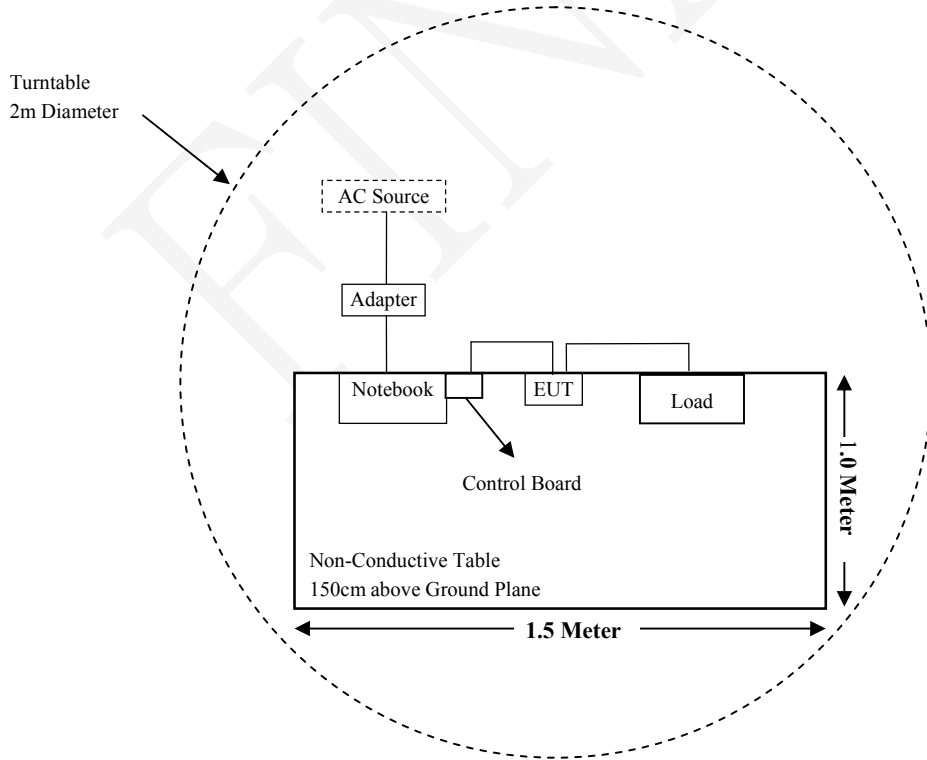 Turntable
2m Diameter
AC Source
Adapter
Notebook
EUT
Load
Control Board
1.0 Meter
Non-Conductive Table
150cm above Ground Plane
1.5 Meter